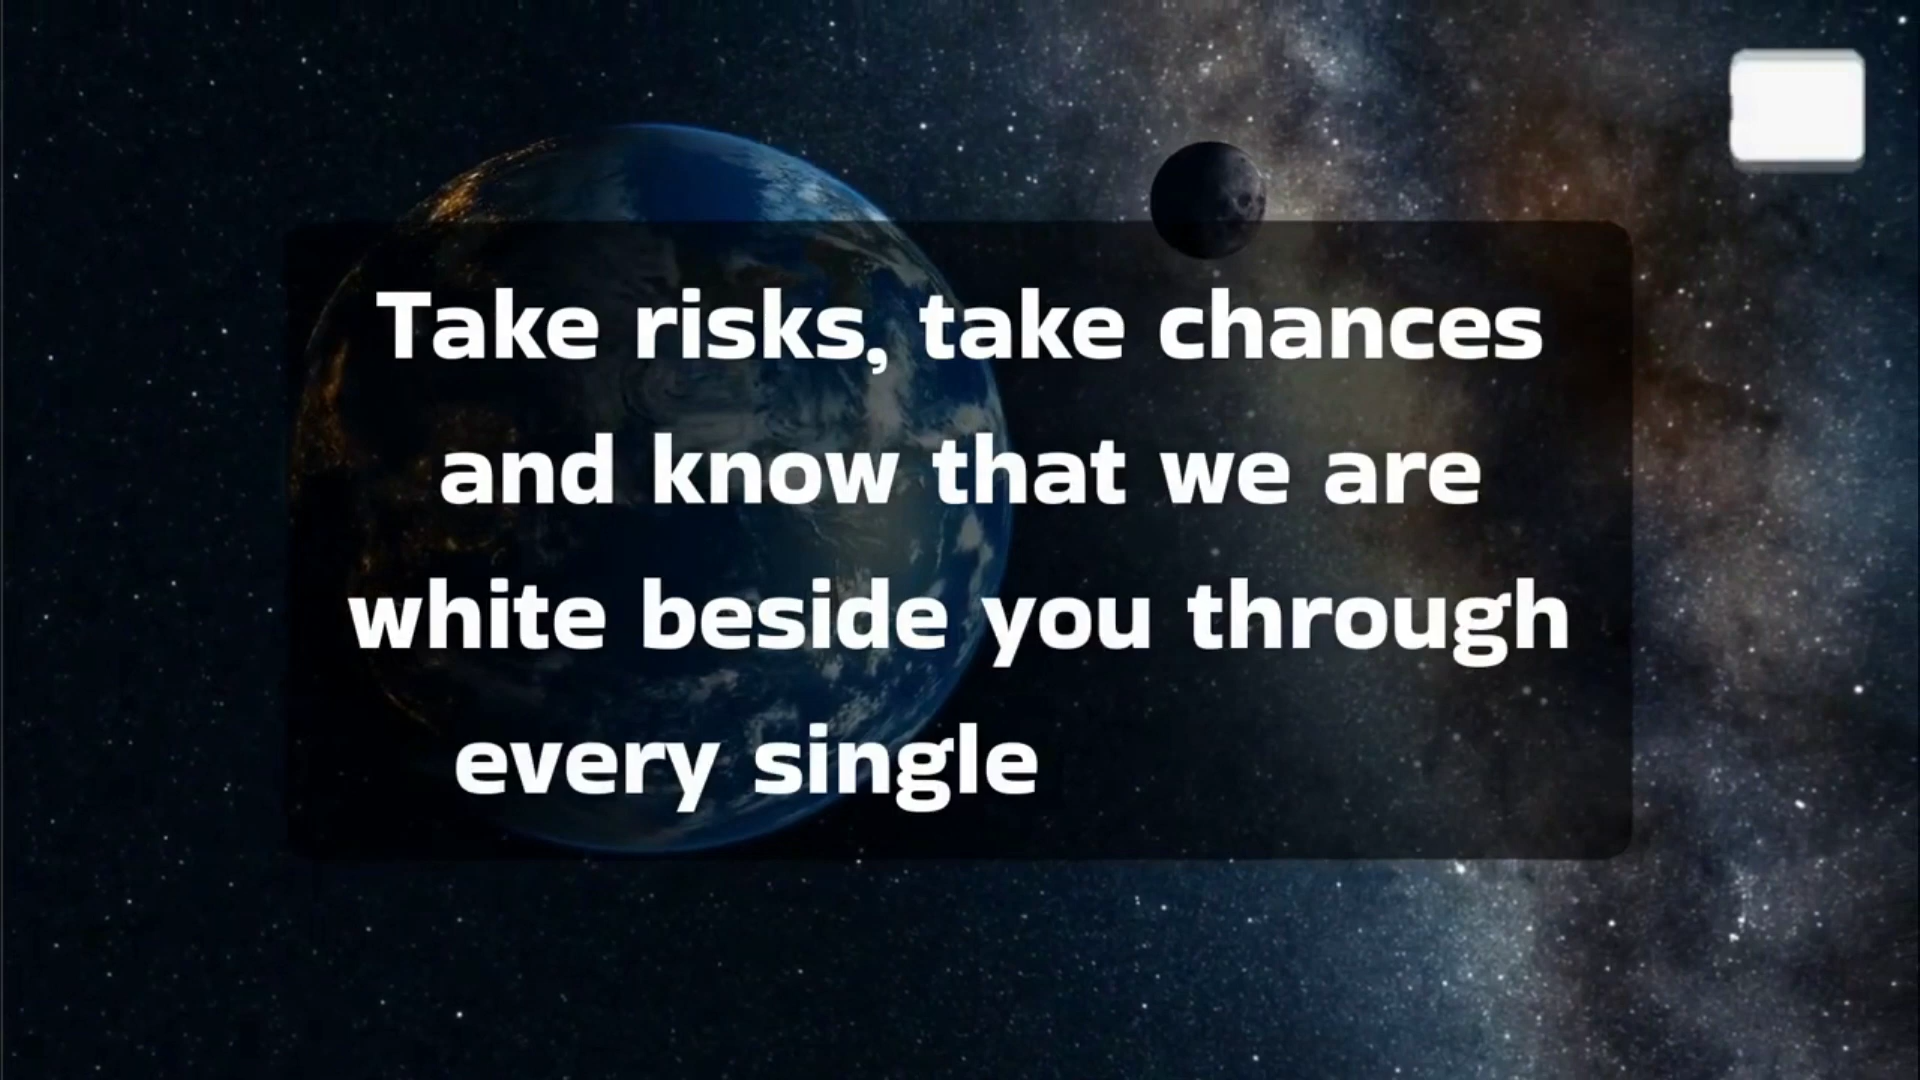 Take risks, take chances
and know that we are
white beside you through
every single